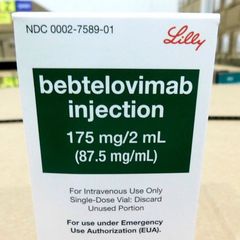 NDC 0002-7589-01
Lilly
bebtelovimab
injection
175 mg/2 mL
(87.5 mg/mL)
For Intravenous Use Only
Single-Dose Vial: Discard
Unused Portion
For use under Emergency
Use Authorization (EUA).